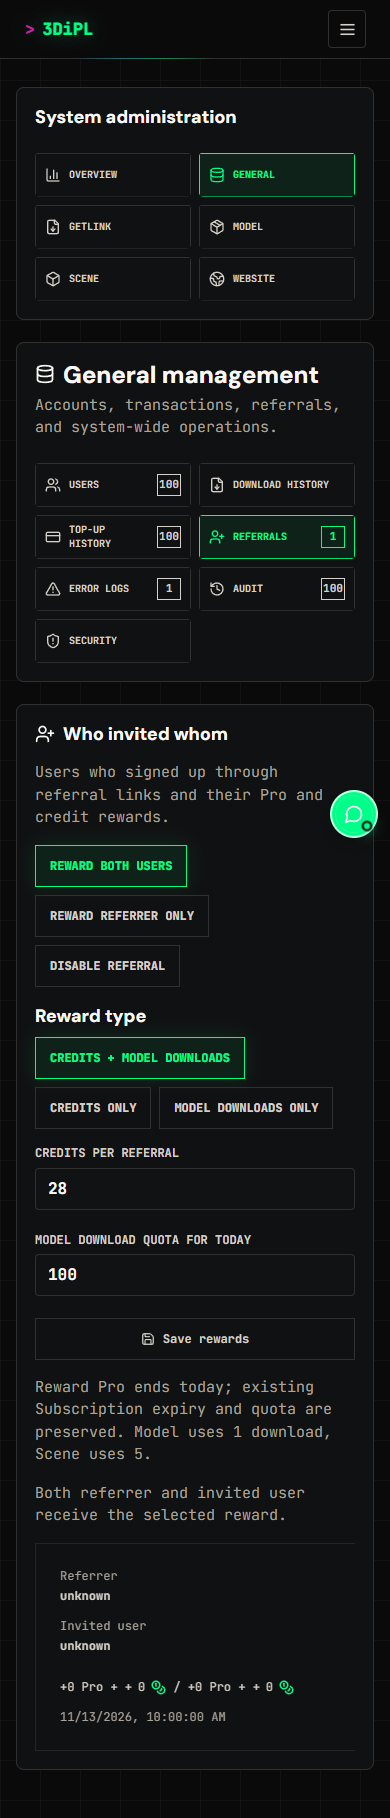 > 3DiPL
System administration
OVERVIEW
GENERAL
GETLINK
MODEL
SCENE
WEBSITE
General management
Accounts, transactions, referrals,
and system-wide operations.
USERS 100
DOWNLOAD HISTORY
TOP-UP
HISTORY 100
REFERRALS 1
ERROR LOGS 1
AUDIT 100
SECURITY
Who invited whom
Users who signed up through
referral links and their Pro and
credit rewards.
REWARD BOTH USERS
REWARD REFERRER ONLY
DISABLE REFERRAL
Reward type
CREDITS + MODEL DOWNLOADS
CREDITS ONLY
MODEL DOWNLOADS ONLY
CREDITS PER REFERRAL
28
MODEL DOWNLOAD QUOTA FOR TODAY
100
Save rewards
Reward Pro ends today; existing
Subscription expiry and quota are
preserved. Model uses 1 download,
Scene uses 5.
Both referrer and invited user
receive the selected reward.
Referrer
unknown
Invited user
unknown
+0 Pro + + 0 / +0 Pro + + 0
11/13/2026, 10:00:00 AM